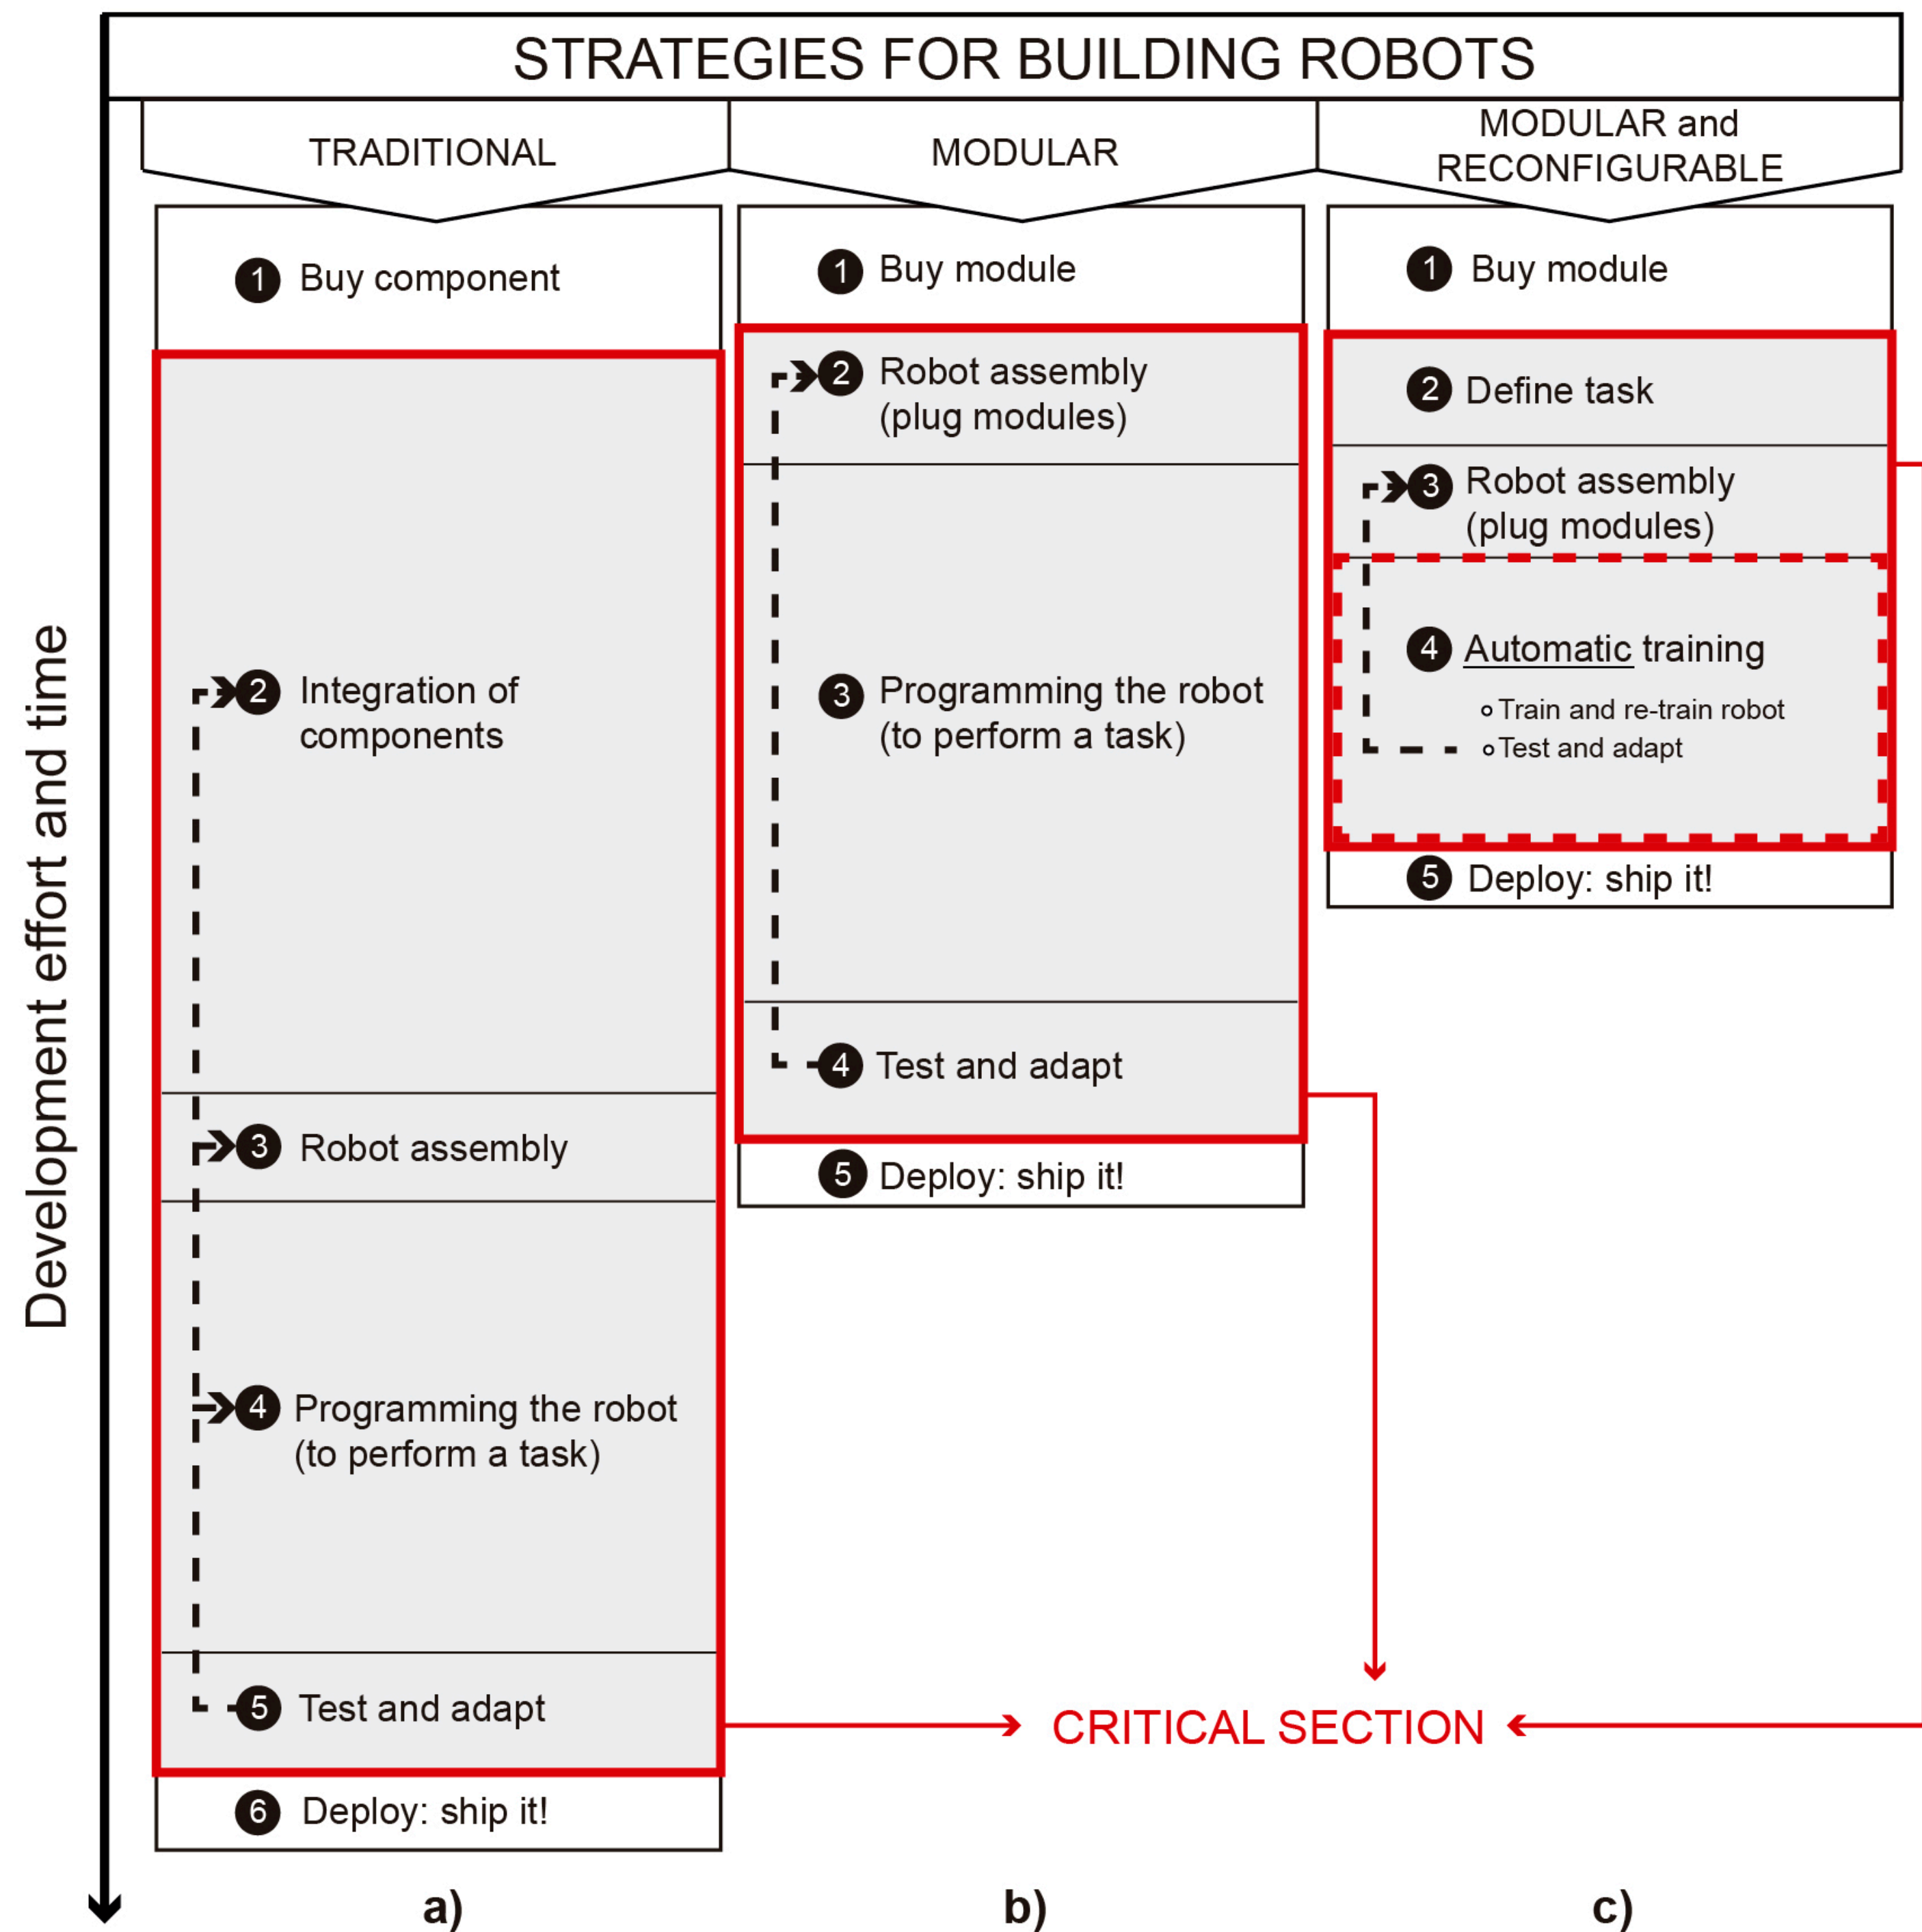 STRATEGIES FOR BUILDING ROBOTS
TRADITIONAL
MODULAR
MODULAR and
RECONFIGURABLE
Development effort and time
1 Buy component
2 Integration of
components
3 Robot assembly
4 Programming the robot
(to perform a task)
5 Test and adapt
6 Deploy: ship it!
a)
1 Buy module
2 Robot assembly
(plug modules)
3 Programming the robot
(to perform a task)
4 Test and adapt
5 Deploy: ship it!
b)
1 Buy module
2 Define task
3 Robot assembly
(plug modules)
4 Automatic training
Train and re-train robot
Test and adapt
5 Deploy: ship it!
CRITICAL SECTION
c)